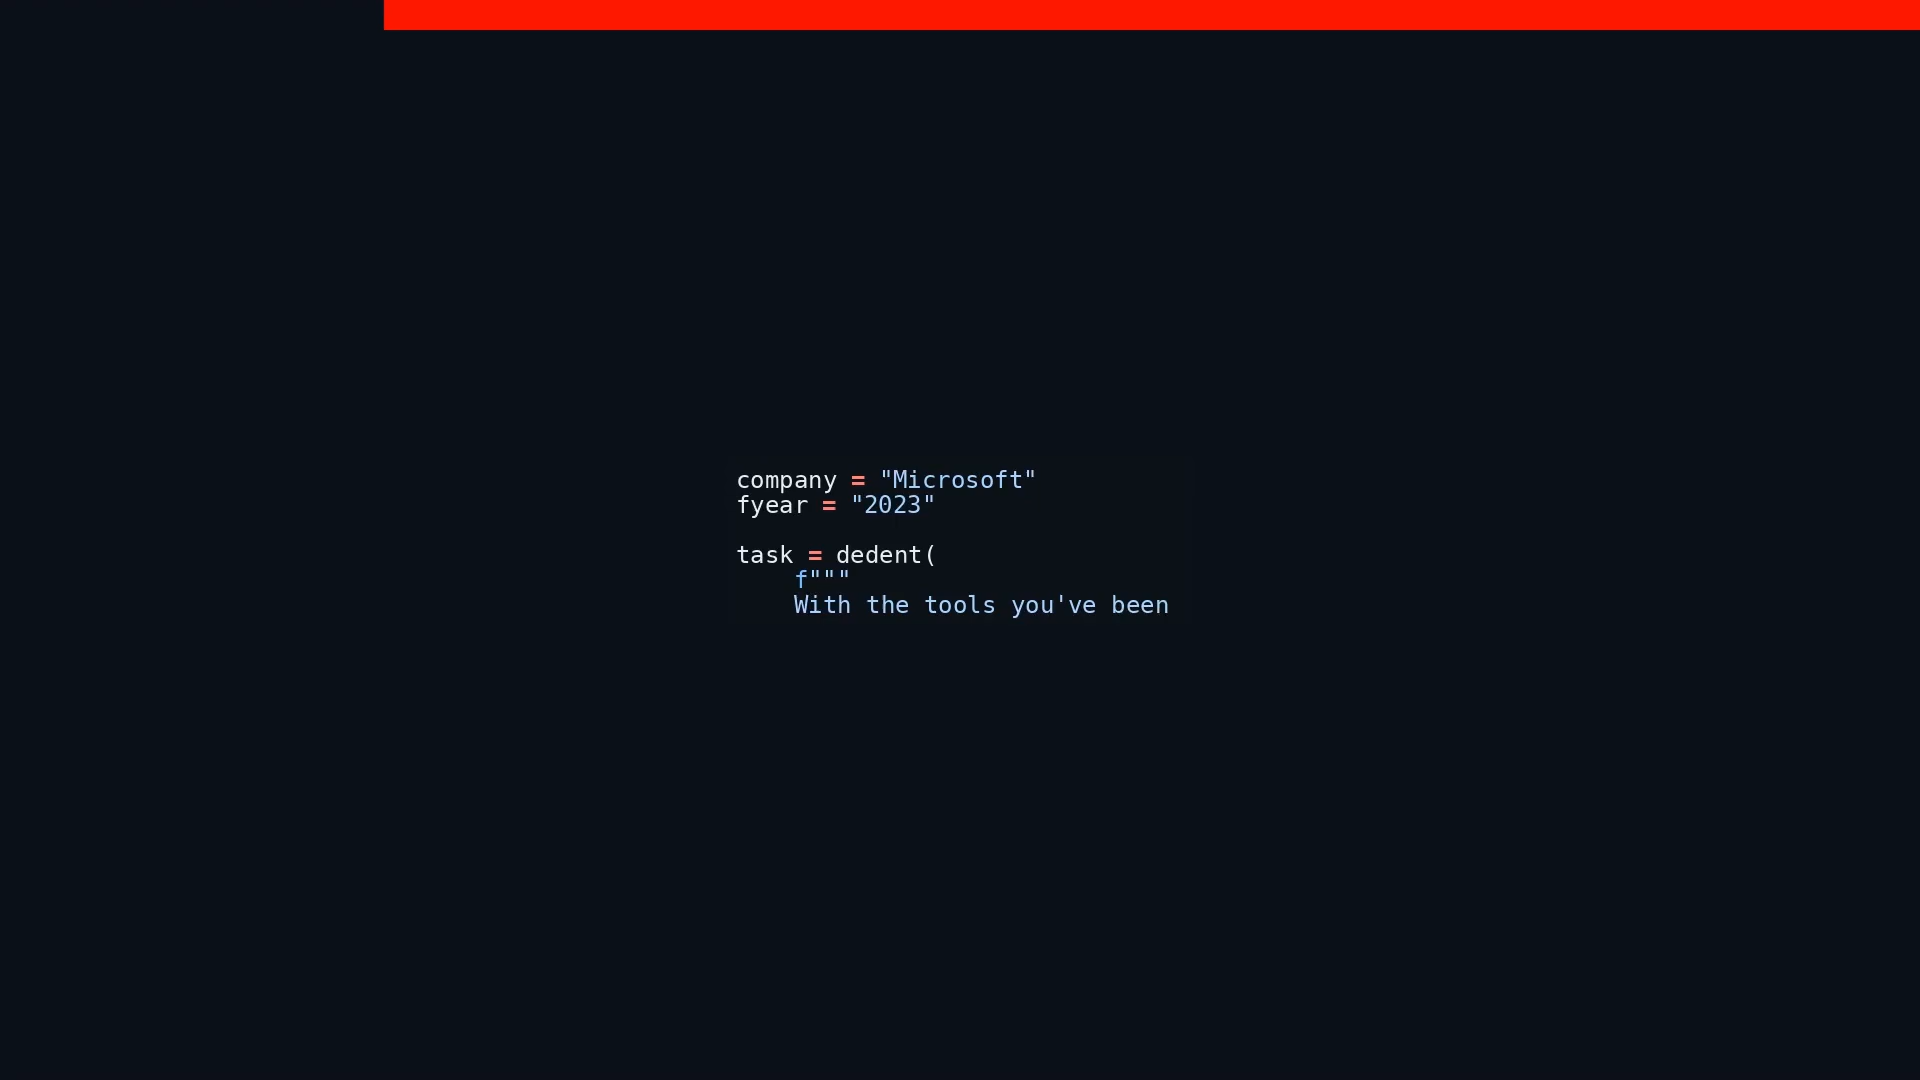 company = "Microsoft"
fyear = "2023"

task = dedent(
    f"""
    With the tools you've been